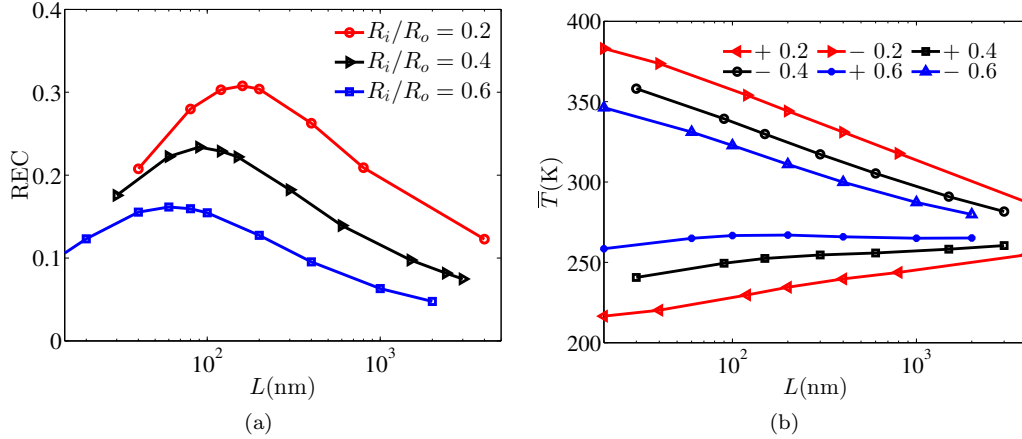 0.4
0.3
0.2
0.1
0
REC
R_i/R_o = 0.2
R_i/R_o = 0.4
R_i/R_o = 0.6
10^2
10^3
L(nm)
(a)
400
350
300
250
200
T̅(K)
+ 0.2
− 0.2
+ 0.4
− 0.4
+ 0.6
− 0.6
10^2
10^3
L(nm)
(b)